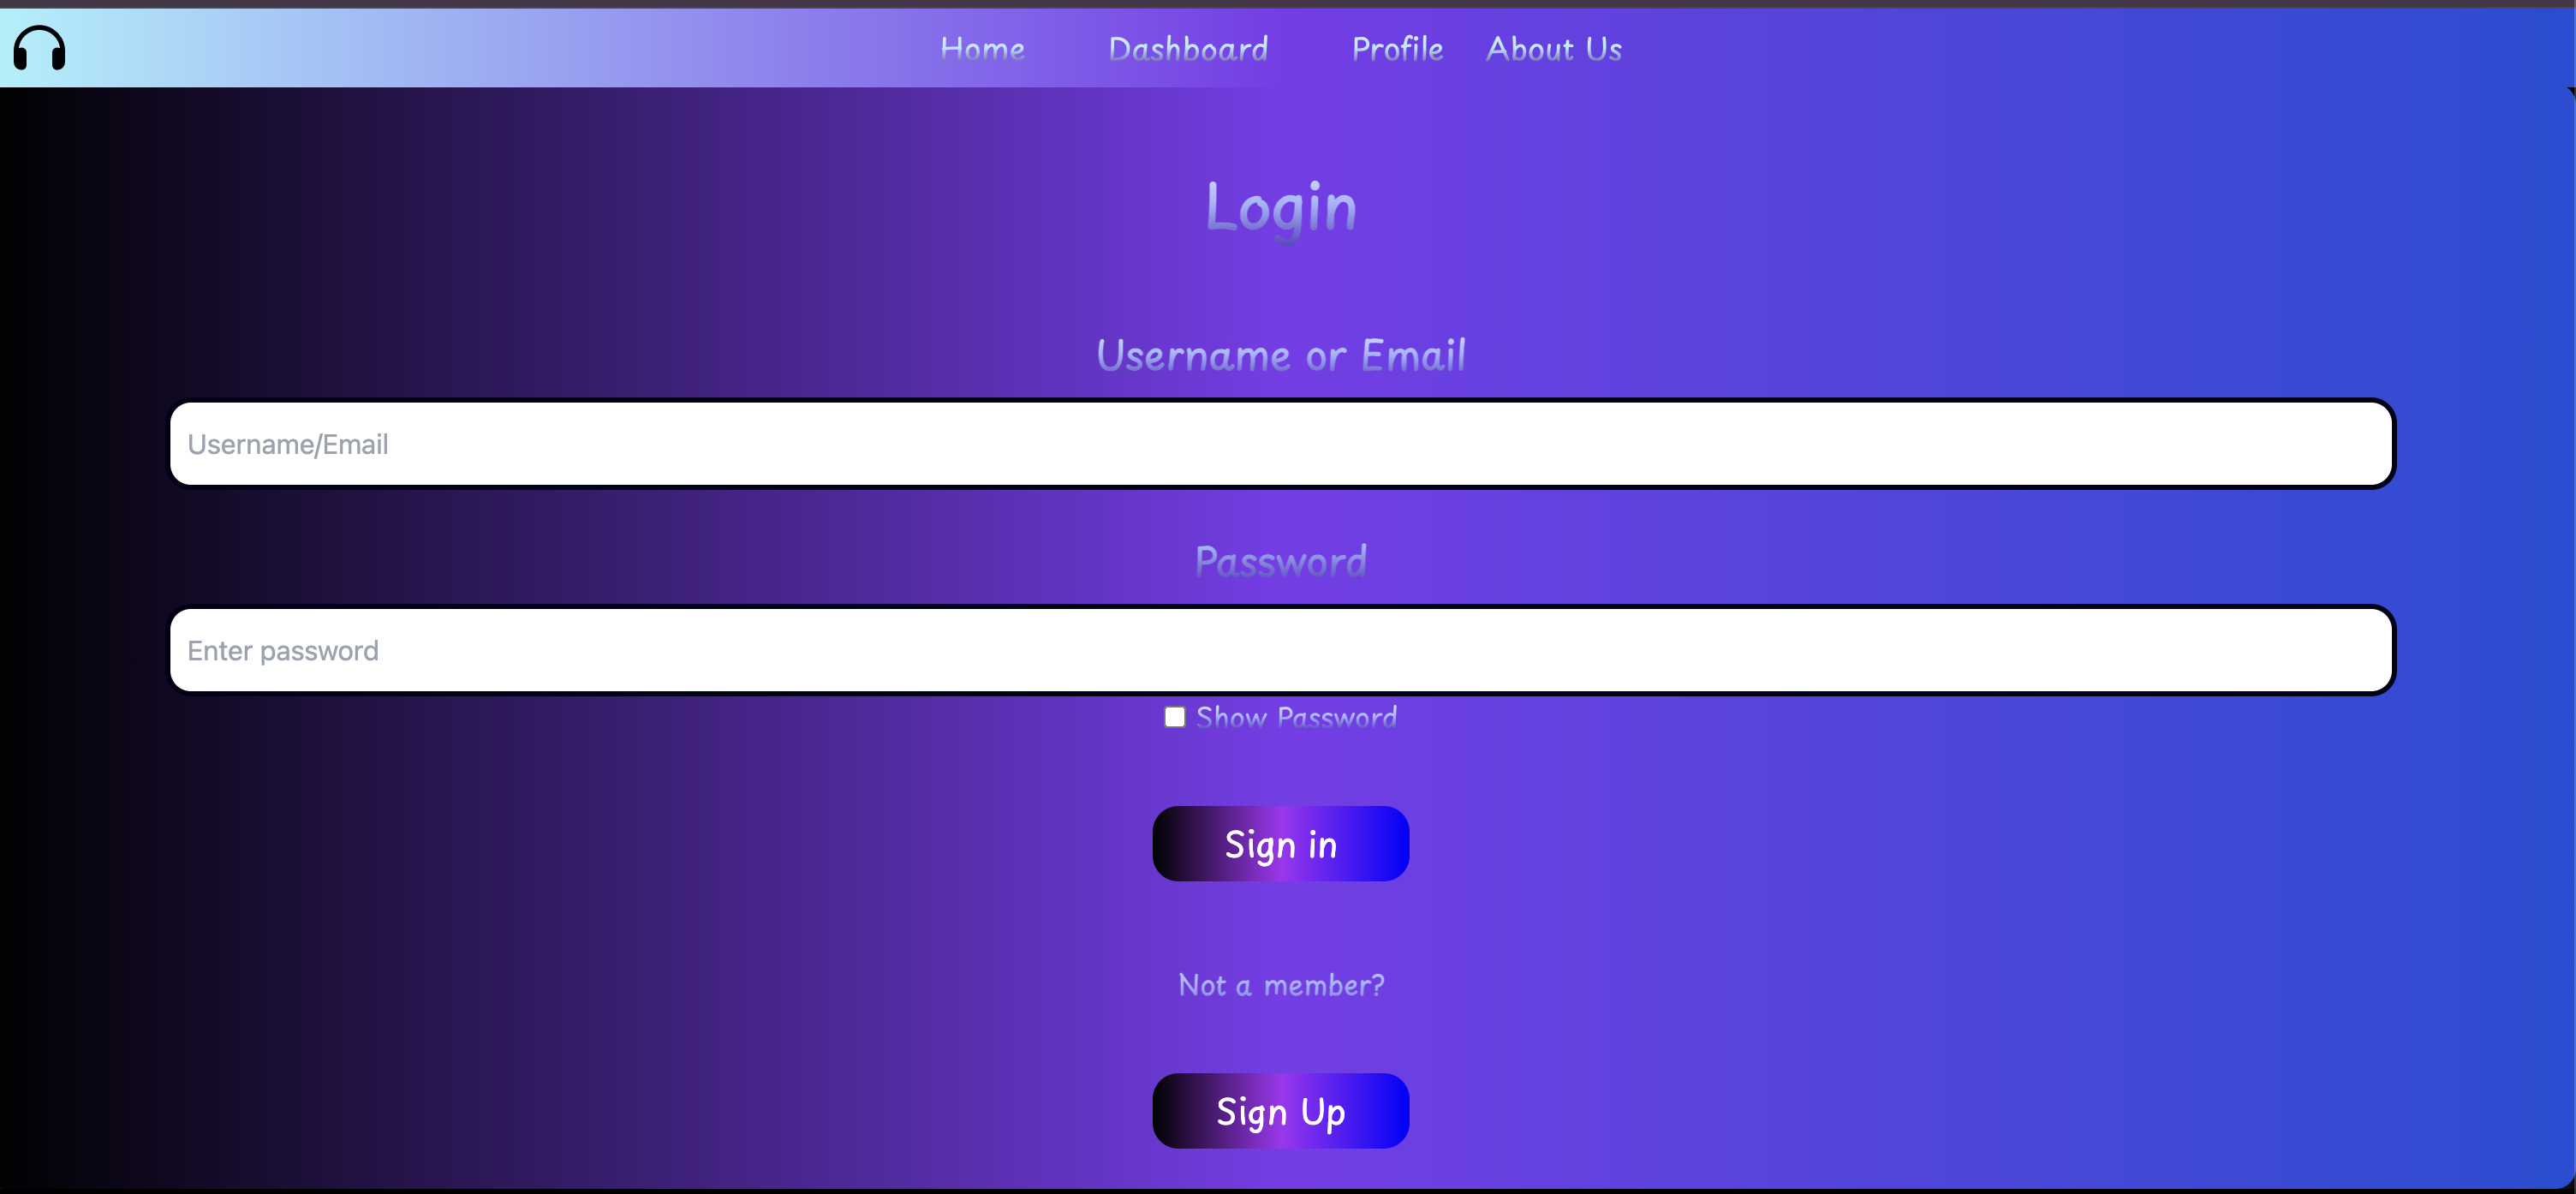 Home Dashboard Profile About Us
Login
Username or Email
Username/Email
Password
Enter password
Show Password
Sign in
Not a member?
Sign Up